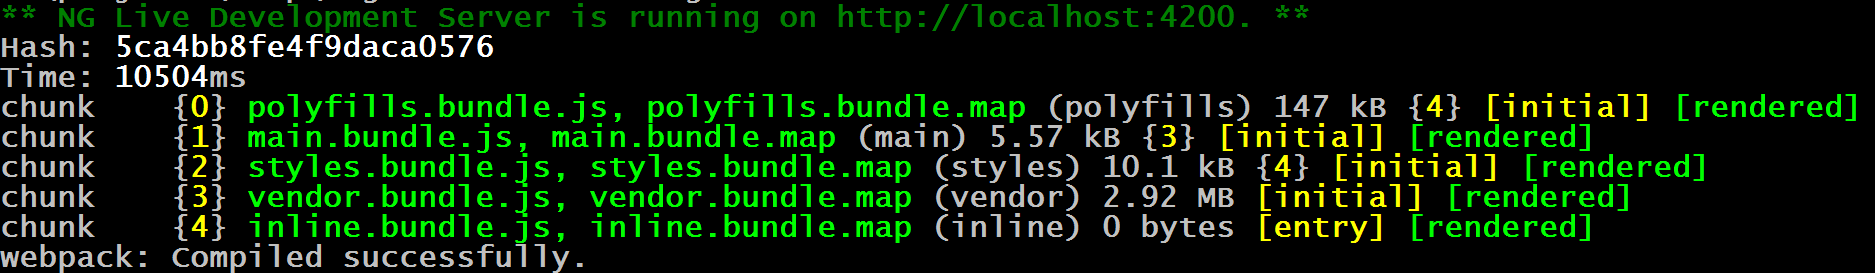 ** NG Live Development Server is running on http://localhost:4200. **
Hash: 5ca4bb8fe4f9daca0576
Time: 10504ms
chunk    {0} polyfills.bundle.js, polyfills.bundle.map (polyfills) 147 kB {4} [initial] [rendered]
chunk    {1} main.bundle.js, main.bundle.map (main) 5.57 kB {3} [initial] [rendered]
chunk    {2} styles.bundle.js, styles.bundle.map (styles) 10.1 kB {4} [initial] [rendered]
chunk    {3} vendor.bundle.js, vendor.bundle.map (vendor) 2.92 MB [initial] [rendered]
chunk    {4} inline.bundle.js, inline.bundle.map (inline) 0 bytes [entry] [rendered]
webpack: Compiled successfully.